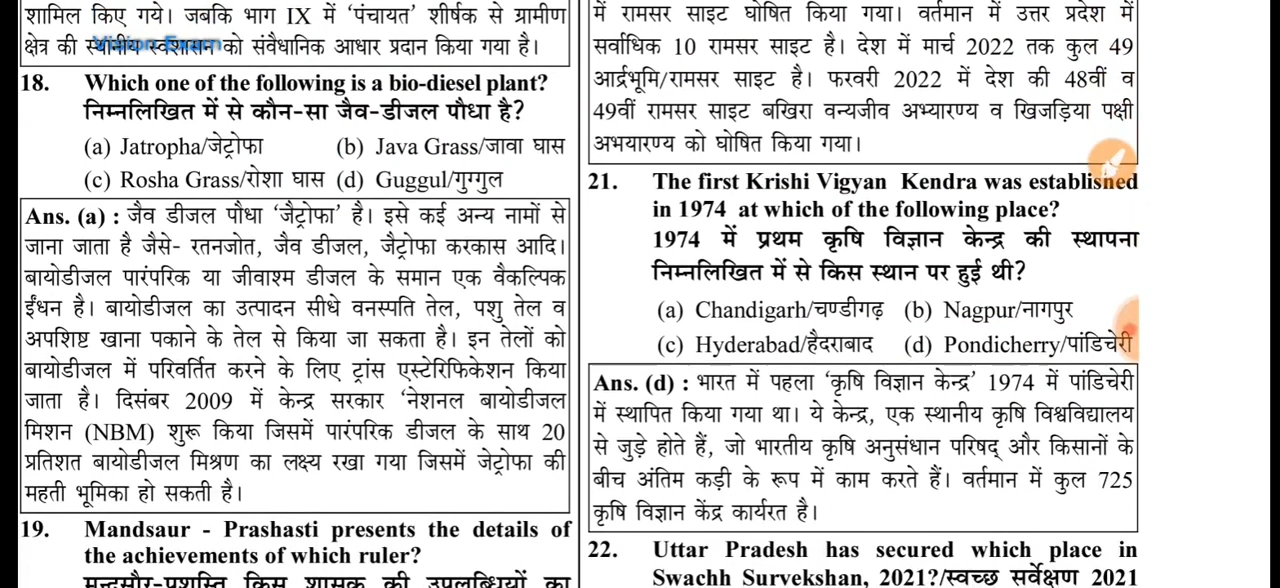 शामिल किए गये। जबकि भाग IX में ‘पंचायत’ शीर्षक से ग्रामीण
क्षेत्र की स्थानीय स्वशासन को संवैधानिक आधार प्रदान किया गया है।
Vision Exam
18. Which one of the following is a bio-diesel plant?
निम्नलिखित में से कौन-सा जैव-डीजल पौधा है?
(a) Jatropha/जेट्रोफा (b) Java Grass/जावा घास
(c) Rosha Grass/रोशा घास (d) Guggul/गुग्गुल
Ans. (a) : जैव डीजल पौधा ‘जैट्रोफा’ है। इसे कई अन्य नामों से
जाना जाता है जैसे- रतनजोत, जैव डीजल, जैट्रोफा करकास आदि।
बायोडीजल पारंपरिक या जीवाश्म डीजल के समान एक वैकल्पिक
ईंधन है। बायोडीजल का उत्पादन सीधे वनस्पति तेल, पशु तेल व
अपशिष्ट खाना पकाने के तेल से किया जा सकता है। इन तेलों को
बायोडीजल में परिवर्तित करने के लिए ट्रांस एस्टेरिफिकेशन किया
जाता है। दिसंबर 2009 में केन्द्र सरकार ‘नेशनल बायोडीजल
मिशन (NBM) शुरू किया जिसमें पारंपरिक डीजल के साथ 20
प्रतिशत बायोडीजल मिश्रण का लक्ष्य रखा गया जिसमें जेट्रोफा की
महती भूमिका हो सकती है।
19. Mandsaur - Prashasti presents the details of
the achievements of which ruler?
मन्दसौर-प्रशस्ति किस शासक की उपलब्धियों का
में रामसर साइट घोषित किया गया। वर्तमान में उत्तर प्रदेश में
सर्वाधिक 10 रामसर साइट है। देश में मार्च 2022 तक कुल 49
आर्द्रभूमि/रामसर साइट है। फरवरी 2022 में देश की 48वीं व
49वीं रामसर साइट बखिरा वन्यजीव अभ्यारण्य व खिजड़िया पक्षी
अभयारण्य को घोषित किया गया।
21. The first Krishi Vigyan Kendra was established
in 1974 at which of the following place?
1974 में प्रथम कृषि विज्ञान केन्द्र की स्थापना
निम्नलिखित में से किस स्थान पर हुई थी?
(a) Chandigarh/चण्डीगढ़ (b) Nagpur/नागपुर
(c) Hyderabad/हैदराबाद (d) Pondicherry/पांडिचेरी
Ans. (d) : भारत में पहला ‘कृषि विज्ञान केन्द्र’ 1974 में पांडिचेरी
में स्थापित किया गया था। ये केन्द्र, एक स्थानीय कृषि विश्वविद्यालय
से जुड़े होते हैं, जो भारतीय कृषि अनुसंधान परिषद् और किसानों के
बीच अंतिम कड़ी के रूप में काम करते हैं। वर्तमान में कुल 725
कृषि विज्ञान केंद्र कार्यरत है।
22. Uttar Pradesh has secured which place in
Swachh Survekshan, 2021?/स्वच्छ सर्वेक्षण 2021